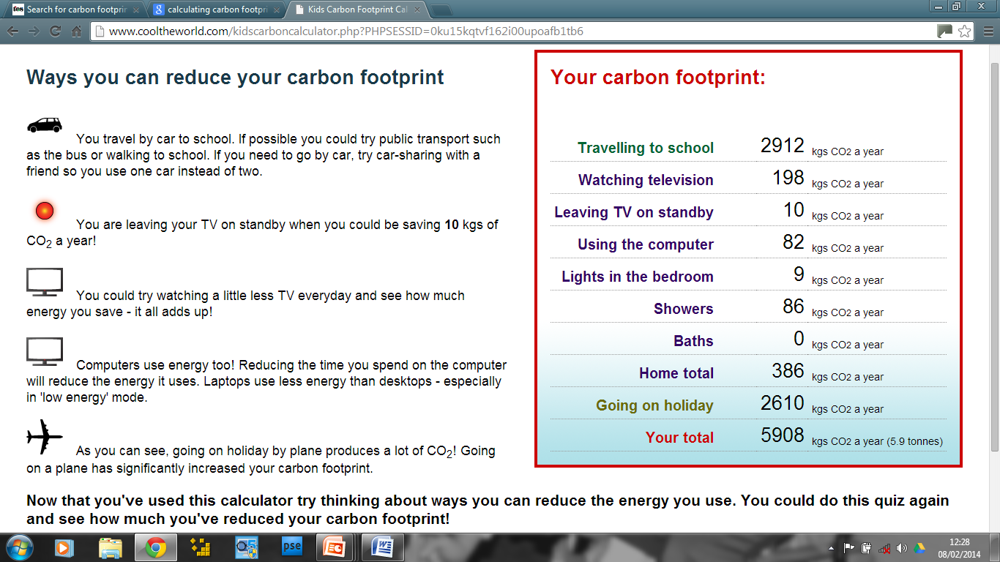 Search for carbon footprin
calculating carbon footpri
Kids Carbon Footprint Cal
www.cooltheworld.com/kidscarboncalculator.php?PHPSESSID=0ku15kqtvf162i00upoafb1tb6
Ways you can reduce your carbon footprint
You travel by car to school. If possible you could try public transport such
as the bus or walking to school. If you need to go by car, try car-sharing with a
friend so you use one car instead of two.
You are leaving your TV on standby when you could be saving 10 kgs of
CO2 a year!
You could try watching a little less TV everyday and see how much
energy you save - it all adds up!
Computers use energy too! Reducing the time you spend on the computer
will reduce the energy it uses. Laptops use less energy than desktops - especially
in 'low energy' mode.
As you can see, going on holiday by plane produces a lot of CO2! Going
on a plane has significantly increased your carbon footprint.
Your carbon footprint:
Travelling to school 2912 kgs CO2 a year
Watching television 198 kgs CO2 a year
Leaving TV on standby 10 kgs CO2 a year
Using the computer 82 kgs CO2 a year
Lights in the bedroom 9 kgs CO2 a year
Showers 86 kgs CO2 a year
Baths 0 kgs CO2 a year
Home total 386 kgs CO2 a year
Going on holiday 2610 kgs CO2 a year
Your total 5908 kgs CO2 a year (5.9 tonnes)
Now that you've used this calculator try thinking about ways you can reduce the energy you use. You could do this quiz again
and see how much you've reduced your carbon footprint!
pse
12:28
08/02/2014